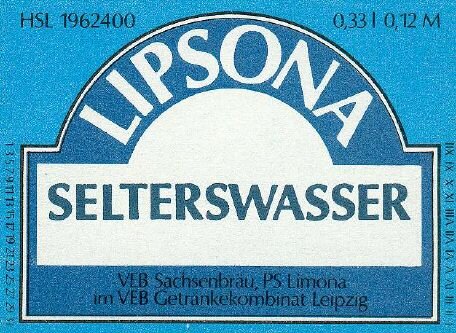 HSL 1962400
0,33 l 0,12 M
LIPSONA
SELTERSWASSER
VEB Sachsenbräu, PS Limona
im VEB Getränkekombinat Leipzig